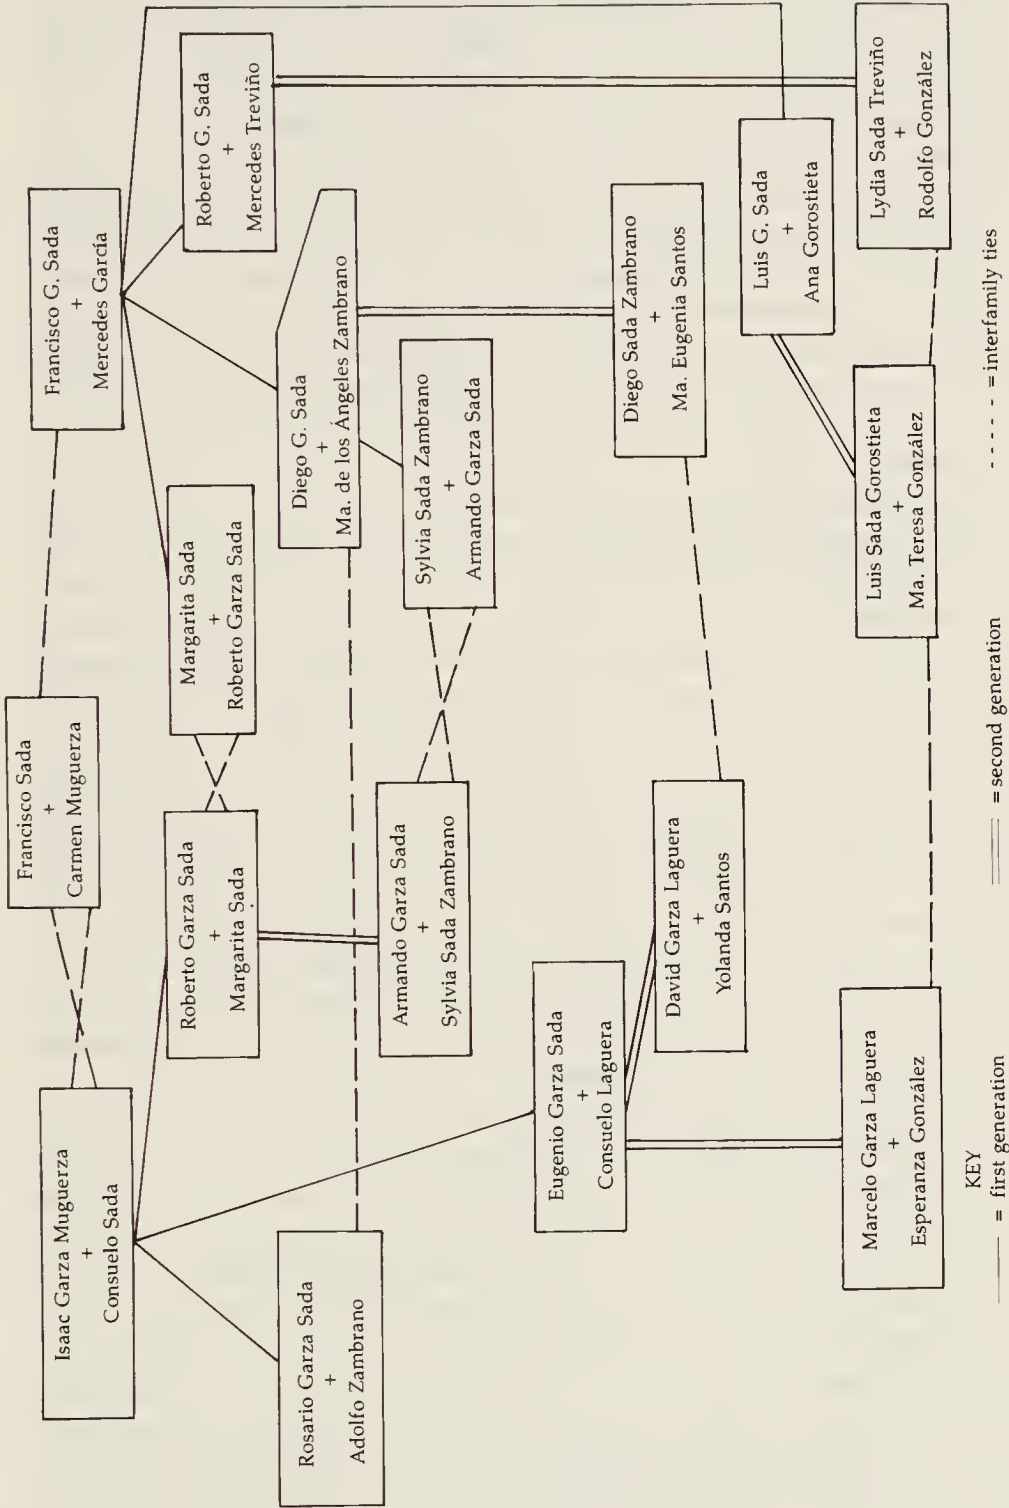 Francisco Sada
+
Carmen Muguerza
Francisco G. Sada
+
Mercedes García
Isaac Garza Muguerza
+
Consuelo Sada
Roberto Garza Sada
+
Margarita Sada
Margarita Sada
+
Roberto Garza Sada
Roberto G. Sada
+
Mercedes Treviño
Rosario Garza Sada
+
Adolfo Zambrano
Diego G. Sada
+
Ma. de los Ángeles Zambrano
Armando Garza Sada
+
Sylvia Sada Zambrano
Sylvia Sada Zambrano
+
Armando Garza Sada
Eugenio Garza Sada
+
Consuelo Laguera
David Garza Laguera
+
Yolanda Santos
Diego Sada Zambrano
+
Ma. Eugenia Santos
Luis G. Sada
+
Ana Gorostieta
Marcelo Garza Laguera
+
Esperanza González
Luis Sada Gorostieta
+
Ma. Teresa González
Lydia Sada Treviño
+
Rodolfo González
KEY
= first generation
= second generation
= interfamily ties